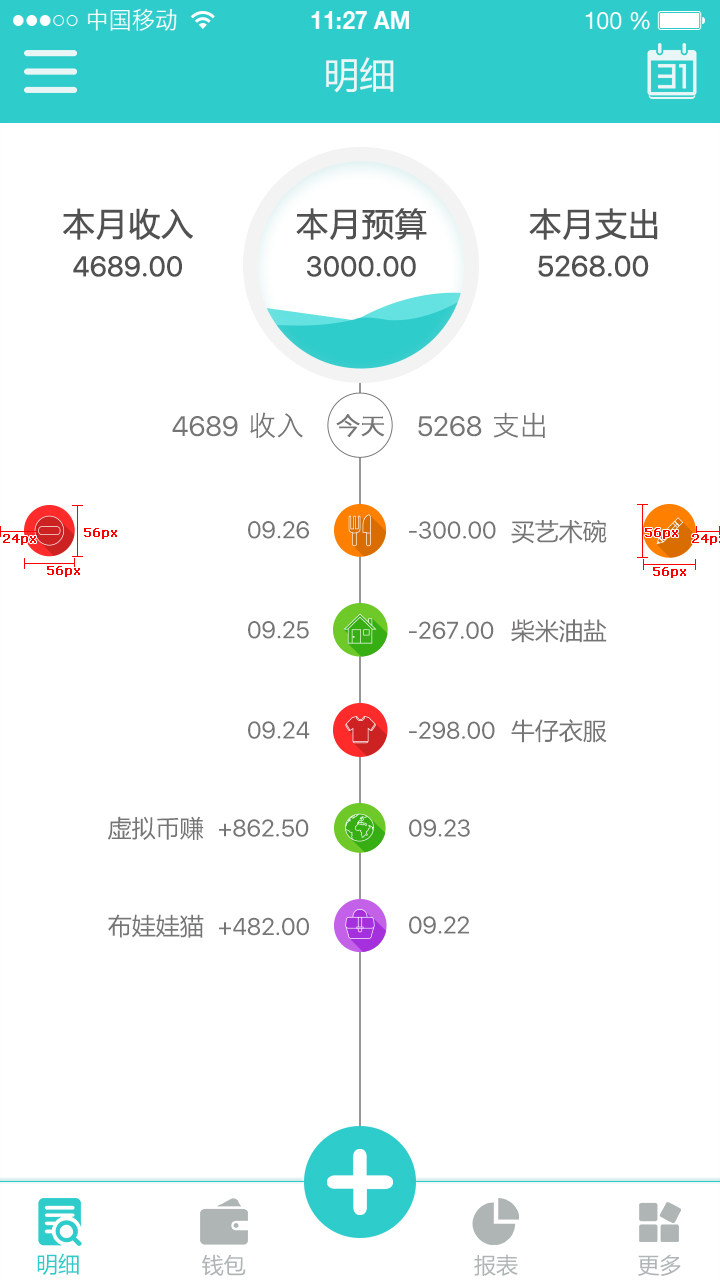 中国移动 11:27 AM 100 %
明细 31
本月收入 本月预算 本月支出
4689.00 3000.00 5268.00
4689 收入 今天 5268 支出
24px 56px 09.26 -300.00 买艺术碗 56px 24px
56px 56px
09.25 -267.00 柴米油盐
09.24 -298.00 牛仔衣服
虚拟币赚 +862.50 09.23
布娃娃猫 +482.00 09.22
明细 钱包 报表 更多